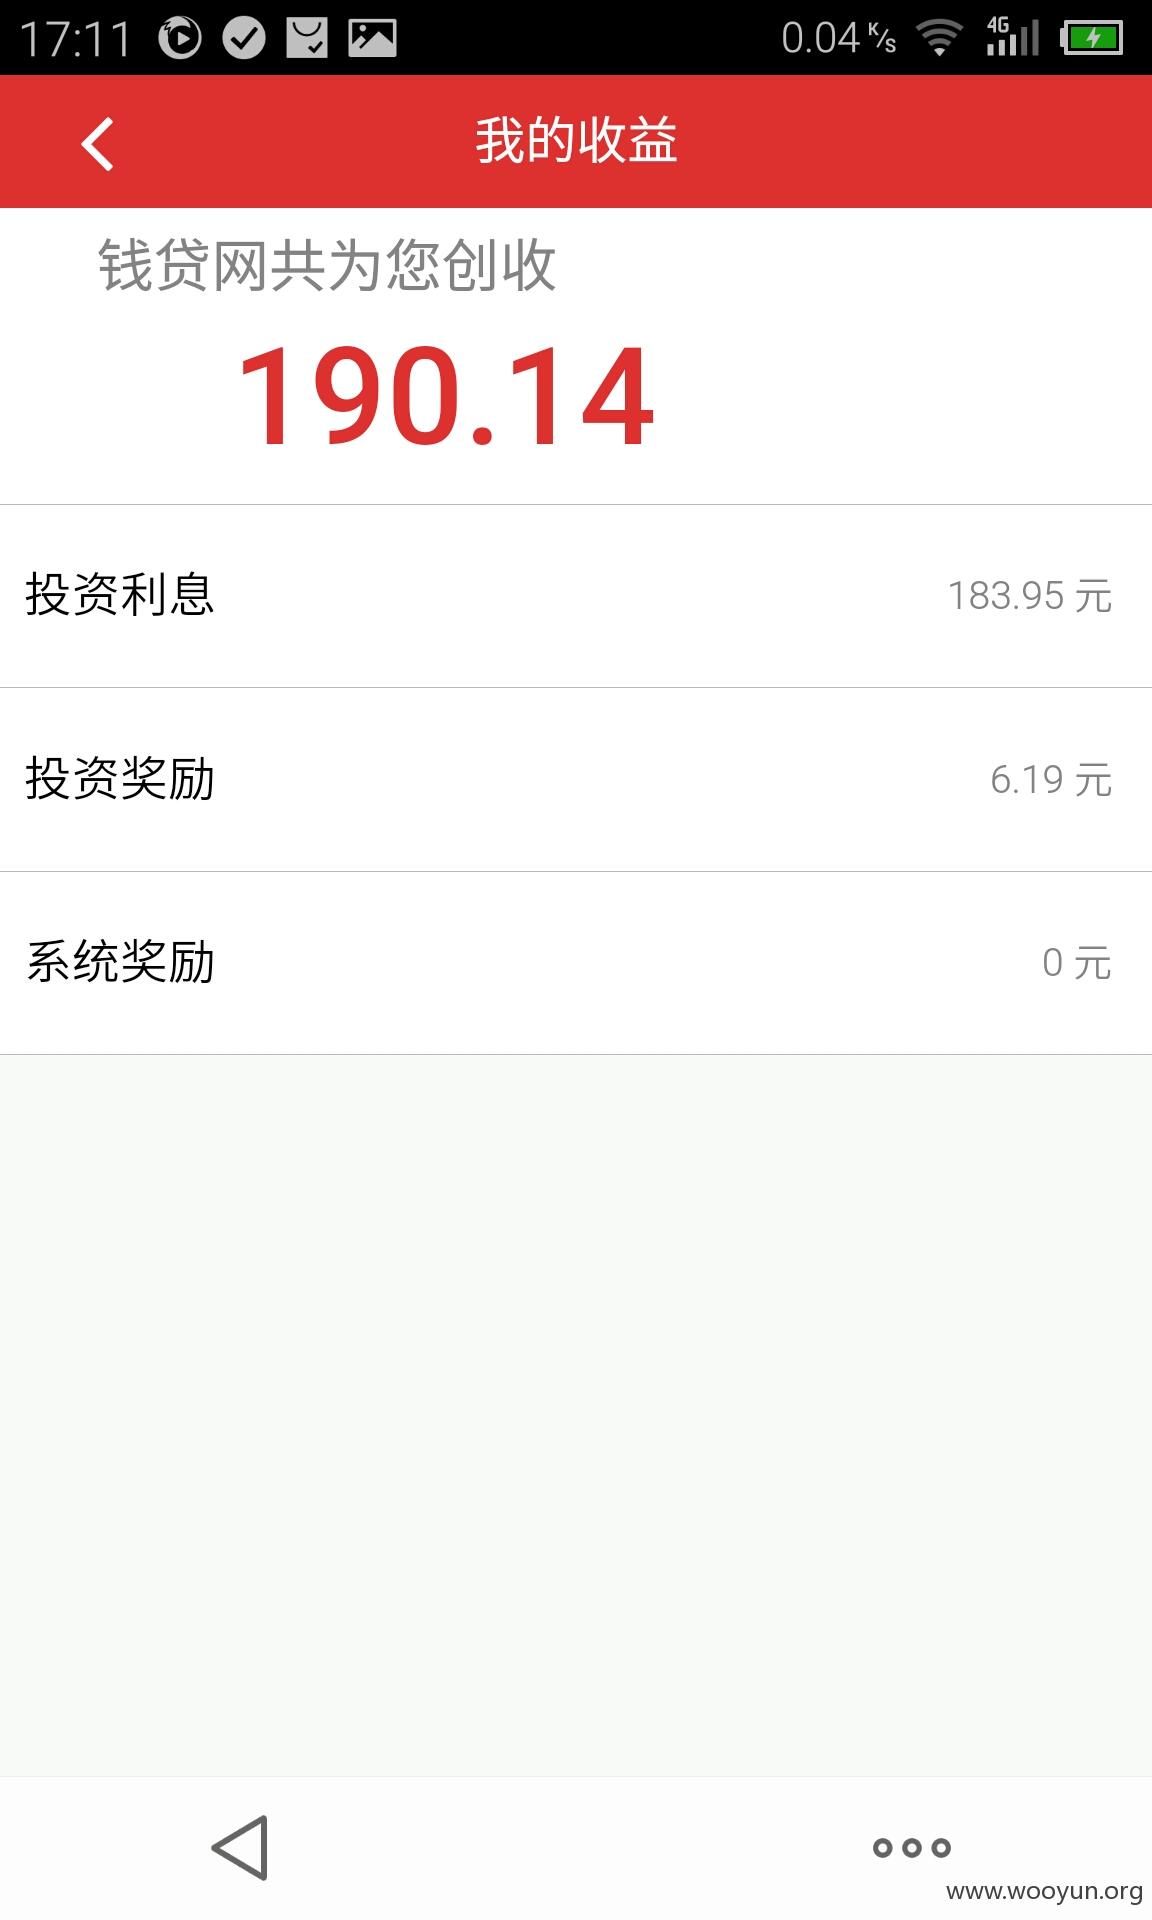 17:11
0.04 K/s
4G
我的收益
钱贷网共为您创收
190.14
投资利息
183.95 元
投资奖励
6.19 元
系统奖励
0 元
www.wooyun.org